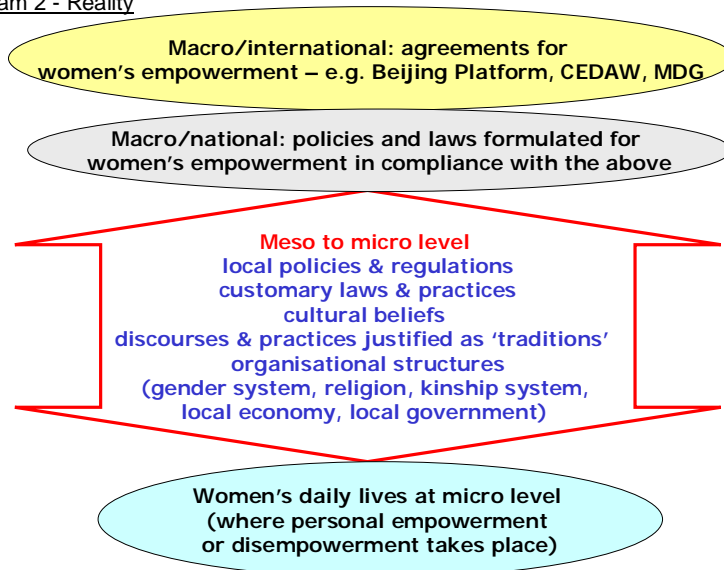 am 2 - Reality
Macro/international: agreements for
women's empowerment – e.g. Beijing Platform, CEDAW, MDG
Macro/national: policies and laws formulated for
women's empowerment in compliance with the above
Meso to micro level
local policies & regulations
customary laws & practices
cultural beliefs
discourses & practices justified as ‘traditions’
organisational structures
(gender system, religion, kinship system,
local economy, local government)
Women's daily lives at micro level
(where personal empowerment
or disempowerment takes place)